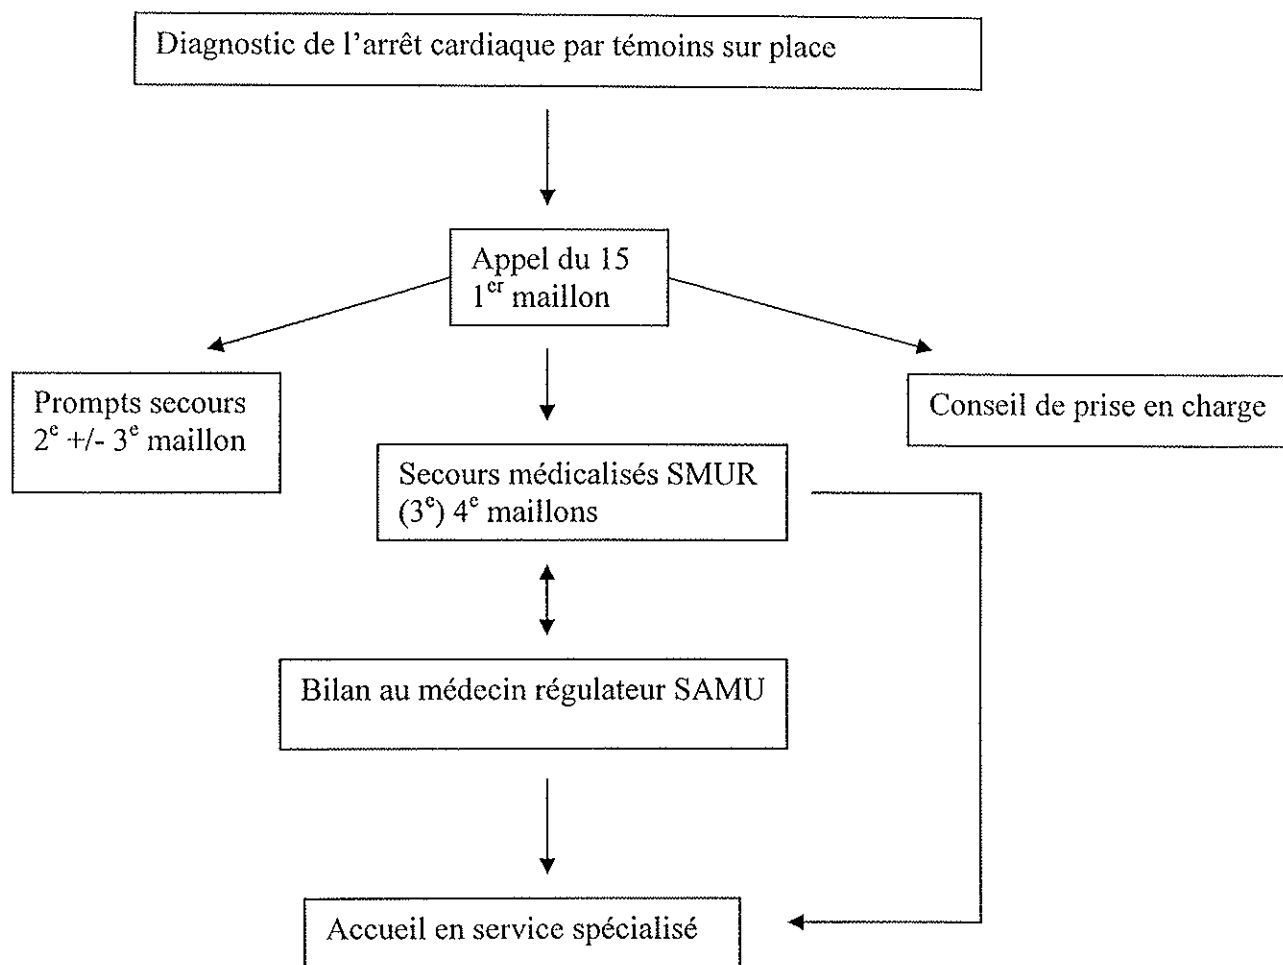 Diagnostic de l'arrêt cardiaque par témoins sur place
Appel du 15
1er maillon
Prompts secours
2e +/- 3e maillon
Conseil de prise en charge
Secours médicalisés SMUR
(3e) 4e maillons
Bilan au médecin régulateur SAMU
Accueil en service spécialisé